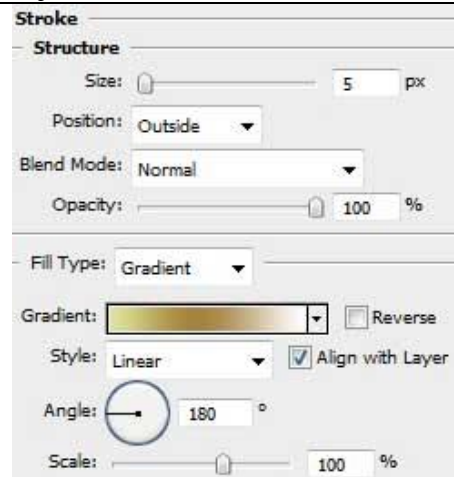 Stroke
Structure
Size: 5 px
Position: Outside
Blend Mode: Normal
Opacity: 100 %
Fill Type: Gradient
Gradient: Reverse
Style: Linear Align with Layer
Angle: 180 °
Scale: 100 %